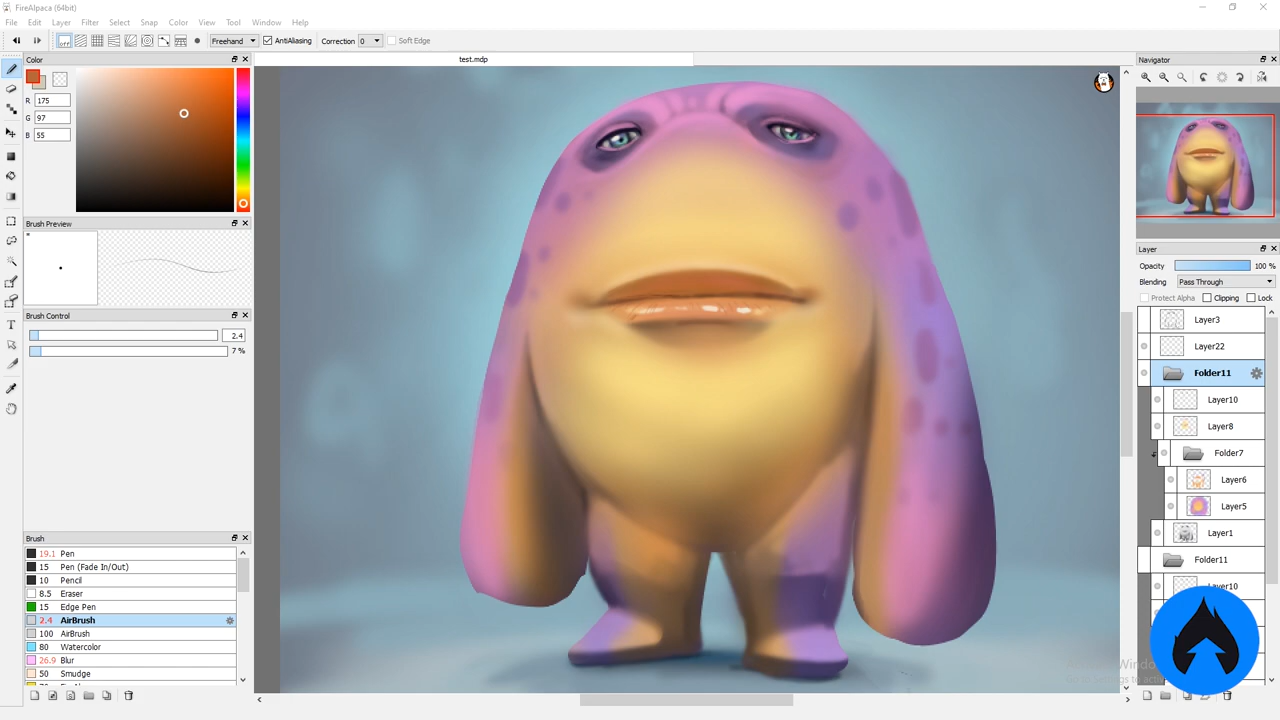 FireAlpaca (64bit)
File Edit Layer Filter Select Snap Color View Tool Window Help
off Freehand AntiAliasing Correction 0 Soft Edge
Color
test.mdp
Navigator
R 175
G 97
B 55
Brush Preview
Layer
Opacity 100 %
Blending Pass Through
Protect Alpha Clipping Lock
Brush Control
Layer3
2.4
Layer22
7 %
Folder11
Layer10
Layer8
Folder7
Layer6
Layer5
Layer1
Brush
19.1 Pen
Folder11
15 Pen (Fade In/Out)
10 Pencil
Layer10
8.5 Eraser
15 Edge Pen
2.4 AirBrush
100 AirBrush
80 Watercolor
26.9 Blur
50 Smudge